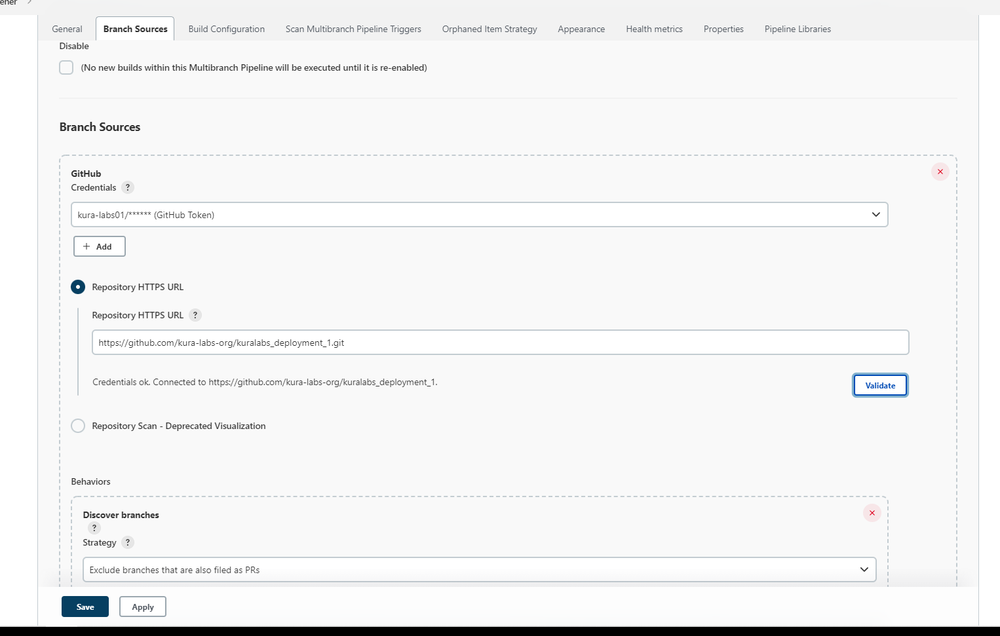 General Branch Sources Build Configuration Scan Multibranch Pipeline Triggers Orphaned Item Strategy Appearance Health metrics Properties Pipeline Libraries
Disable
(No new builds within this Multibranch Pipeline will be executed until it is re-enabled)
Branch Sources
GitHub
Credentials ?
kura-labs01/****** (GitHub Token)
+ Add
Repository HTTPS URL
Repository HTTPS URL ?
https://github.com/kura-labs-org/kuralabs_deployment_1.git
Credentials ok. Connected to https://github.com/kura-labs-org/kuralabs_deployment_1.
Validate
Repository Scan - Deprecated Visualization
Behaviors
Discover branches
?
Strategy ?
Exclude branches that are also filed as PRs
Save Apply